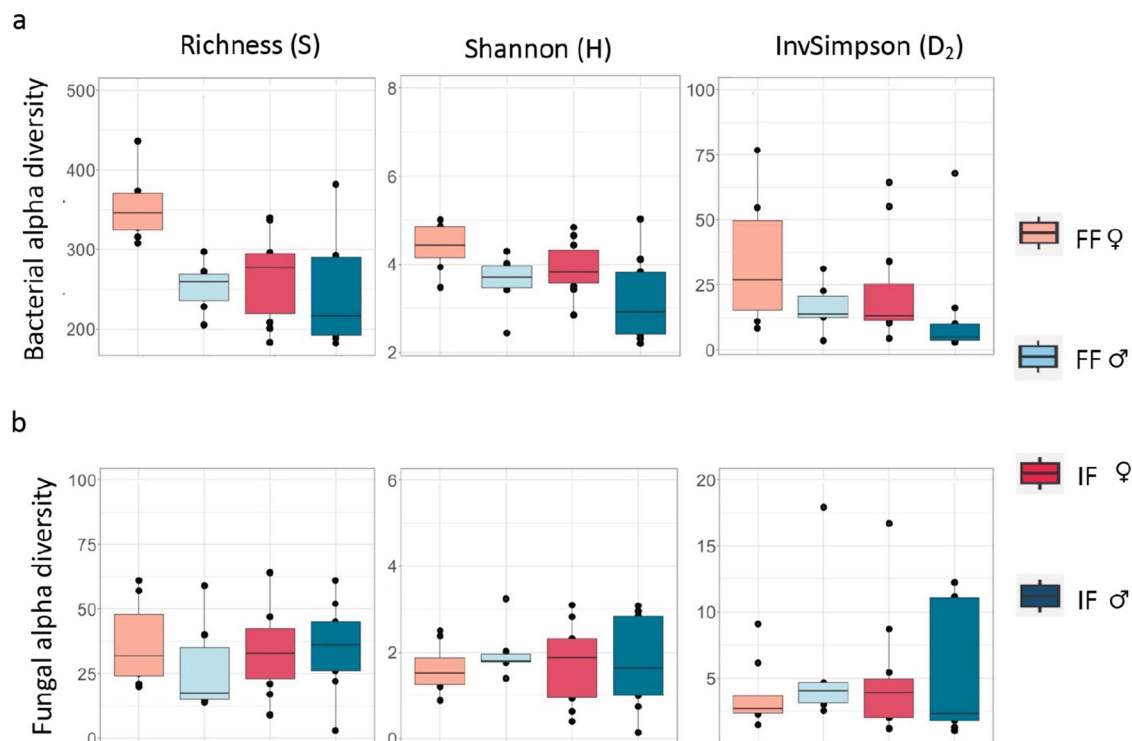 a
Richness (S) Shannon (H) InvSimpson (D₂)
Bacterial alpha diversity
500
400
300
200
8
6
4
2
100
75
50
25
0
FF ♀
FF ♂
b
Fungal alpha diversity
100
75
50
25
0
6
4
2
0
20
15
10
5
IF ♀
IF ♂